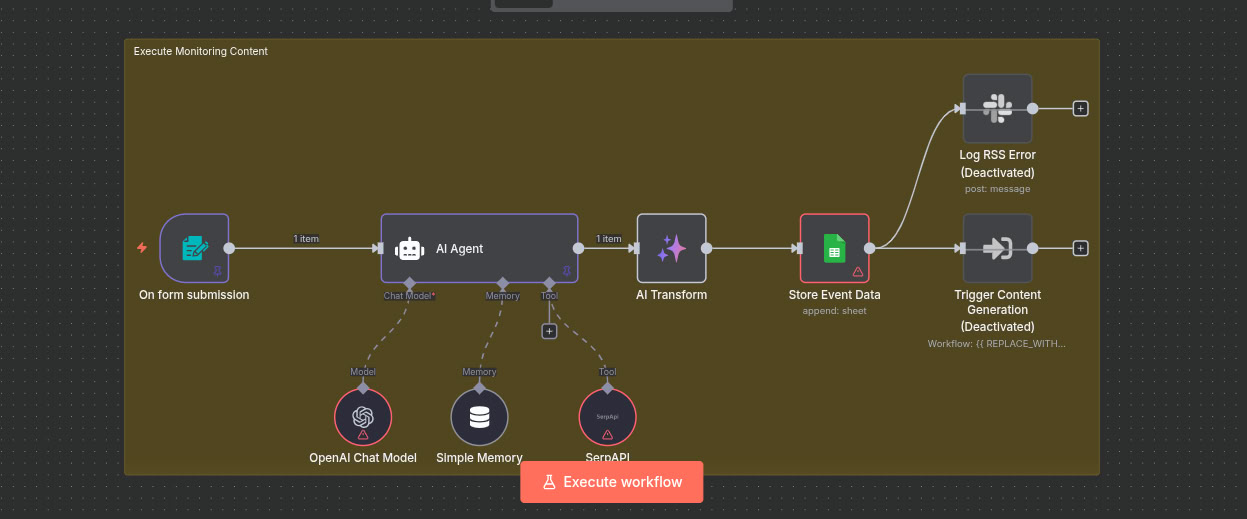 Execute Monitoring Content
Log RSS Error
(Deactivated)
post: message
1 item
AI Agent
1 item
On form submission
Chat Model*
Memory
Tool
AI Transform
Store Event Data
append: sheet
Trigger Content
Generation
(Deactivated)
Workflow: {{ REPLACE_WITH...
Model
Memory
Tool
SerpApi
OpenAI Chat Model
Simple Memory
SerpAPI
Execute workflow